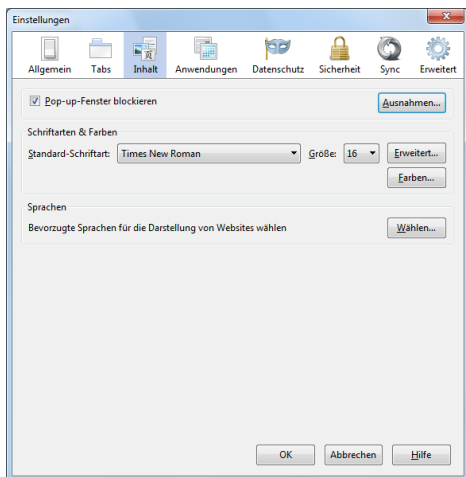 Einstellungen
Allgemein Tabs Inhalt Anwendungen Datenschutz Sicherheit Sync Erweitert
Pop-up-Fenster blockieren Ausnahmen...
Schriftarten & Farben
Standard-Schriftart: Times New Roman Größe: 16 Erweitert...
Farben...
Sprachen
Bevorzugte Sprachen für die Darstellung von Websites wählen Wählen...
OK Abbrechen Hilfe